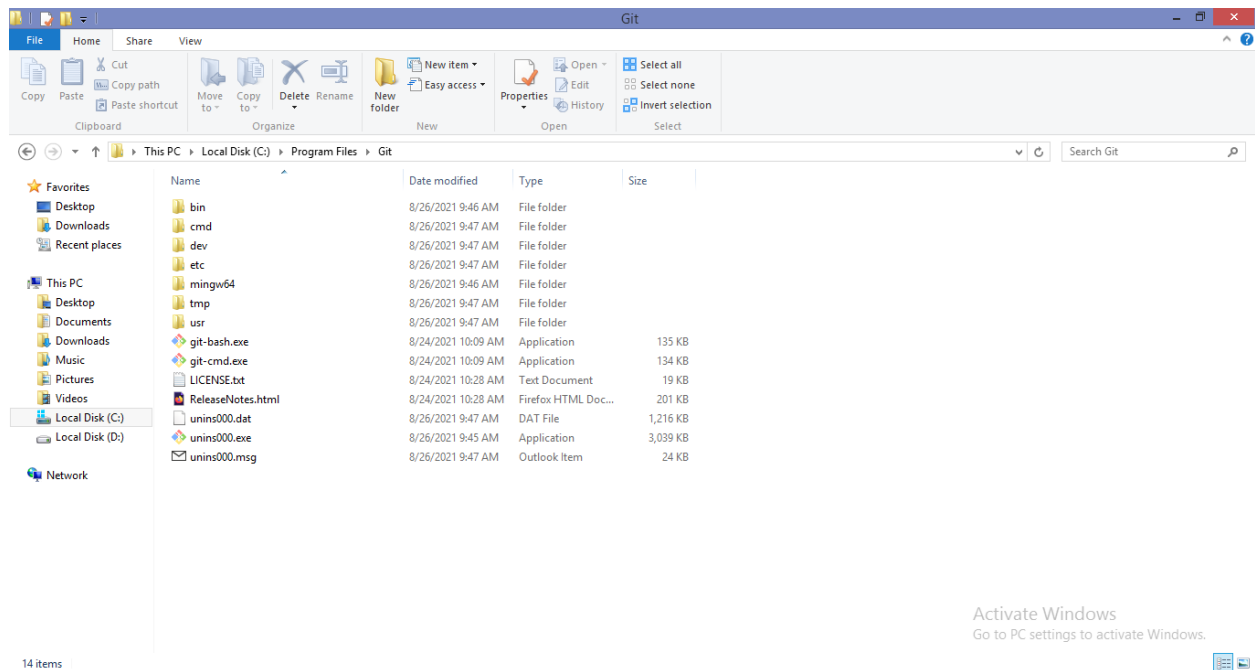 Git
File Home Share View
Copy
Paste
Cut
Copy path
Paste shortcut
Clipboard
Move to
Copy to
Delete
Rename
Organize
New folder
New item
Easy access
New
Properties
Open
Edit
History
Open
Select all
Select none
Invert selection
Select
This PC Local Disk (C:) Program Files Git
Search Git
Favorites
Desktop
Downloads
Recent places
This PC
Desktop
Documents
Downloads
Music
Pictures
Videos
Local Disk (C:)
Local Disk (D:)
Network
Name Date modified Type Size
bin 8/26/2021 9:46 AM File folder
cmd 8/26/2021 9:47 AM File folder
dev 8/26/2021 9:47 AM File folder
etc 8/26/2021 9:47 AM File folder
mingw64 8/26/2021 9:46 AM File folder
tmp 8/26/2021 9:47 AM File folder
usr 8/26/2021 9:47 AM File folder
git-bash.exe 8/24/2021 10:09 AM Application 135 KB
git-cmd.exe 8/24/2021 10:09 AM Application 134 KB
LICENSE.txt 8/24/2021 10:28 AM Text Document 19 KB
ReleaseNotes.html 8/24/2021 10:28 AM Firefox HTML Doc... 201 KB
unins000.dat 8/26/2021 9:47 AM DAT File 1,216 KB
unins000.exe 8/26/2021 9:45 AM Application 3,039 KB
unins000.msg 8/26/2021 9:47 AM Outlook Item 24 KB
Activate Windows
Go to PC settings to activate Windows.
14 items